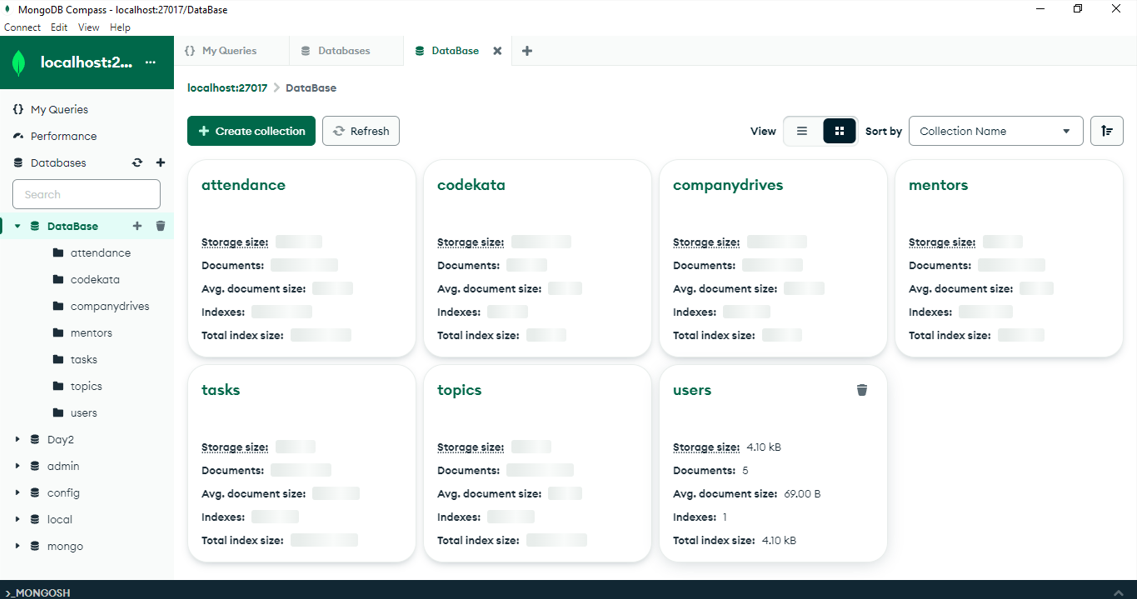 MongoDB Compass - localhost:27017/DataBase
Connect Edit View Help
localhost:2... ...
My Queries
Performance
Databases
Search
DataBase
attendance
codekata
companydrives
mentors
tasks
topics
users
Day2
admin
config
local
mongo
{} My Queries
Databases
DataBase
localhost:27017 > DataBase
+ Create collection
Refresh
View
Sort by
Collection Name
attendance
Storage size:
Documents:
Avg. document size:
Indexes:
Total index size:
codekata
Storage size:
Documents:
Avg. document size:
Indexes:
Total index size:
companydrives
Storage size:
Documents:
Avg. document size:
Indexes:
Total index size:
mentors
Storage size:
Documents:
Avg. document size:
Indexes:
Total index size:
tasks
Storage size:
Documents:
Avg. document size:
Indexes:
Total index size:
topics
Storage size:
Documents:
Avg. document size:
Indexes:
Total index size:
users
Storage size: 4.10 kB
Documents: 5
Avg. document size: 69.00 B
Indexes: 1
Total index size: 4.10 kB
>_MONGOSH